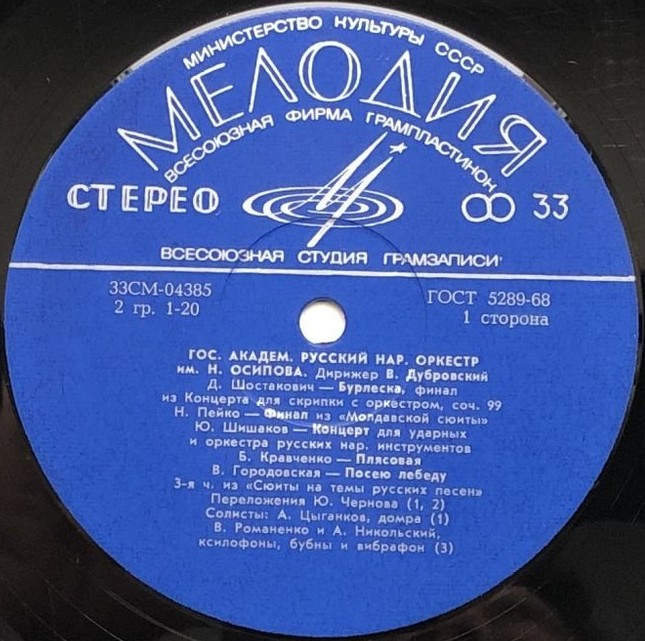 МИНИСТЕРСТВО КУЛЬТУРЫ СССР
МЕЛОДИЯ
ВСЕСОЮЗНАЯ ФИРМА ГРАМПЛАСТИНОК
СТЕРЕО
33
ВСЕСОЮЗНАЯ СТУДИЯ ГРАМЗАПИСИ
33СМ-04385
2 гр. 1-20
ГОСТ 5289-68
1 сторона
ГОС. АКАДЕМ. РУССКИЙ НАР. ОРКЕСТР
им. Н. ОСИПОВА. Дирижер В. Дубровский
Д. Шостакович — Бурлеска, финал
из Концерта для скрипки с оркестром, соч. 99
Н. Пейко — Финал из «Молдавской сюиты»
Ю. Шишаков — Концерт для ударных
и оркестра русских нар. инструментов
Б. Кравченко — Плясовая
В. Городовская — Посею лебеду
3-я ч. из «Сюиты на темы русских песен»
Переложения Ю. Чернова (1, 2)
Солисты: А. Цыганков, домра (1)
В. Романенко и А. Никольский,
ксилофоны, бубны и вибрафон (3)